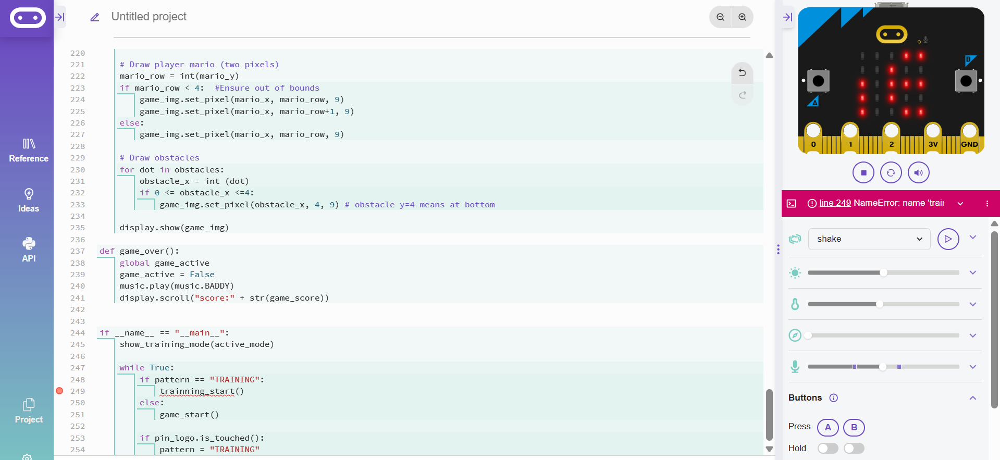 Untitled project
Reference
Ideas
API
Project
220
221 # Draw player mario (two pixels)
222 mario_row = int(mario_y)
223 if mario_row < 4:  #Ensure out of bounds
224 game_img.set_pixel(mario_x, mario_row, 9)
225 game_img.set_pixel(mario_x, mario_row+1, 9)
226 else:
227 game_img.set_pixel(mario_x, mario_row, 9)
228
229 # Draw obstacles
230 for dot in obstacles:
231 obstacle_x = int (dot)
232 if 0 <= obstacle_x <=4:
233 game_img.set_pixel(obstacle_x, 4, 9) # obstacle y=4 means at bottom
234
235 display.show(game_img)
236
237 def game_over():
238 global game_active
239 game_active = False
240 music.play(music.BADDY)
241 display.scroll("score:" + str(game_score))
242
243
244 if __name__ == "__main__":
245 show_training_mode(active_mode)
246
247 while True:
248 if pattern == "TRAINING":
249 trainning_start()
250 else:
251 game_start()
252
253 if pin_logo.is_touched():
254 pattern = "TRAINING"
B
A
0 1 2 3V GND
line 249 NameError: name 'trair
shake
Buttons
Press A B
Hold